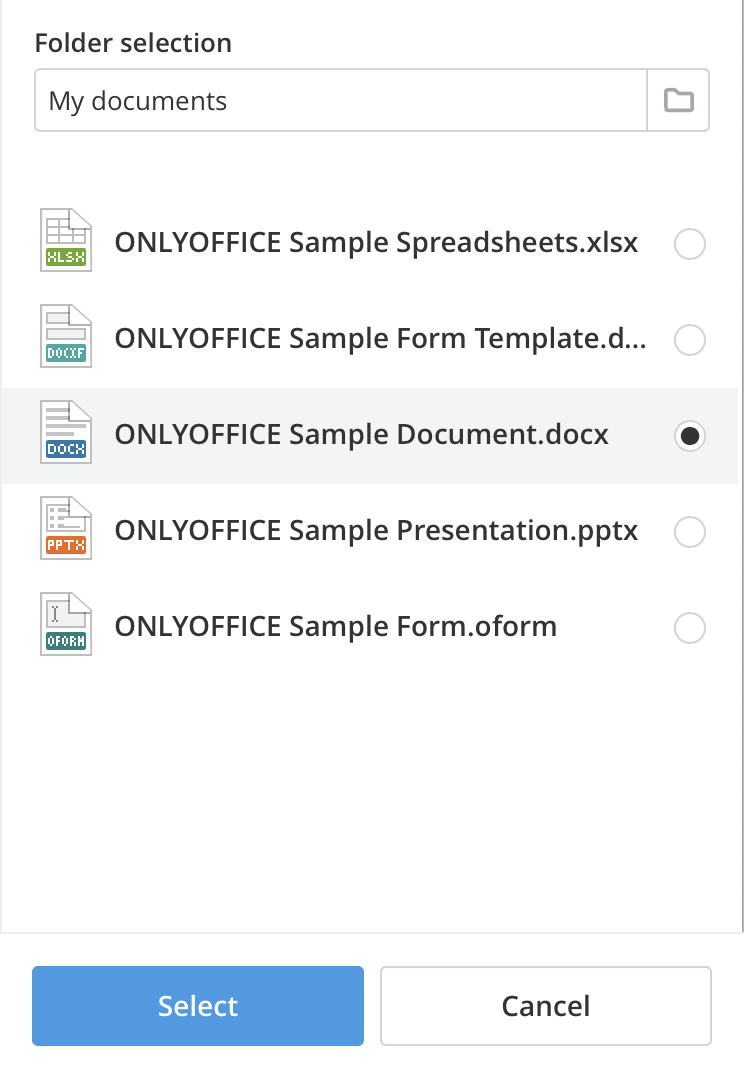 Folder selection
My documents
ONLYOFFICE Sample Spreadsheets.xlsx
XLSX
ONLYOFFICE Sample Form Template.d...
DOCXF
ONLYOFFICE Sample Document.docx
DOCX
ONLYOFFICE Sample Presentation.pptx
PPTX
ONLYOFFICE Sample Form.oform
OFORM
Select
Cancel